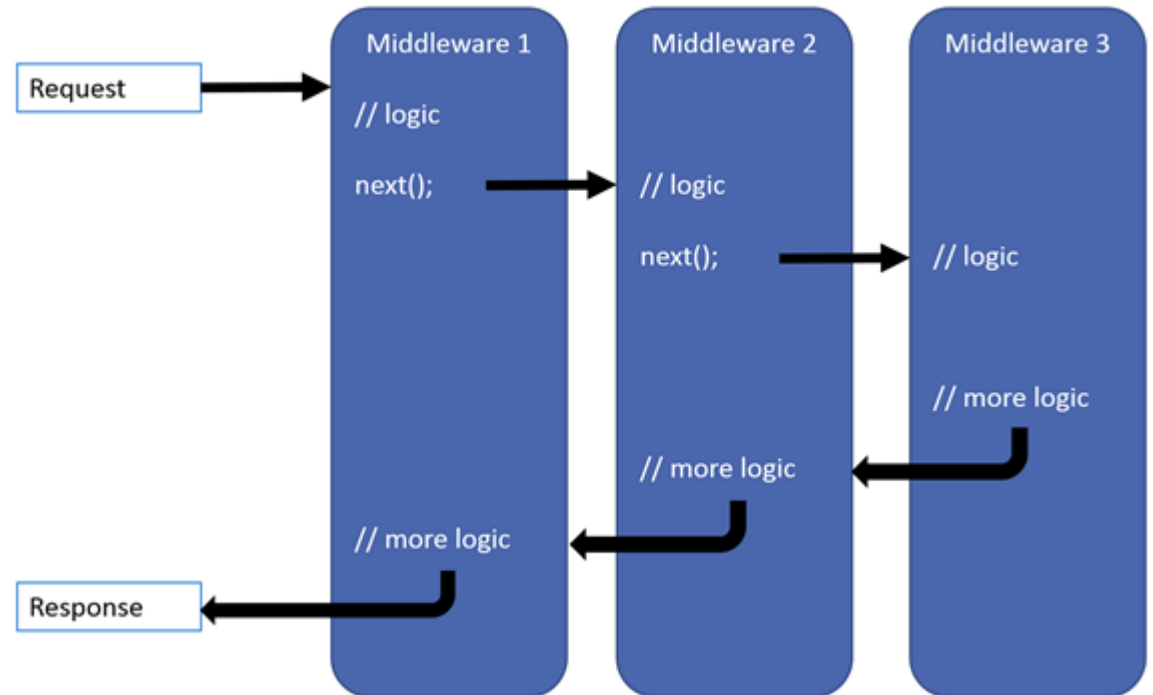 Middleware 1
Middleware 2
Middleware 3
Request
// logic
next();
// logic
next();
// logic
// more logic
// more logic
// more logic
Response